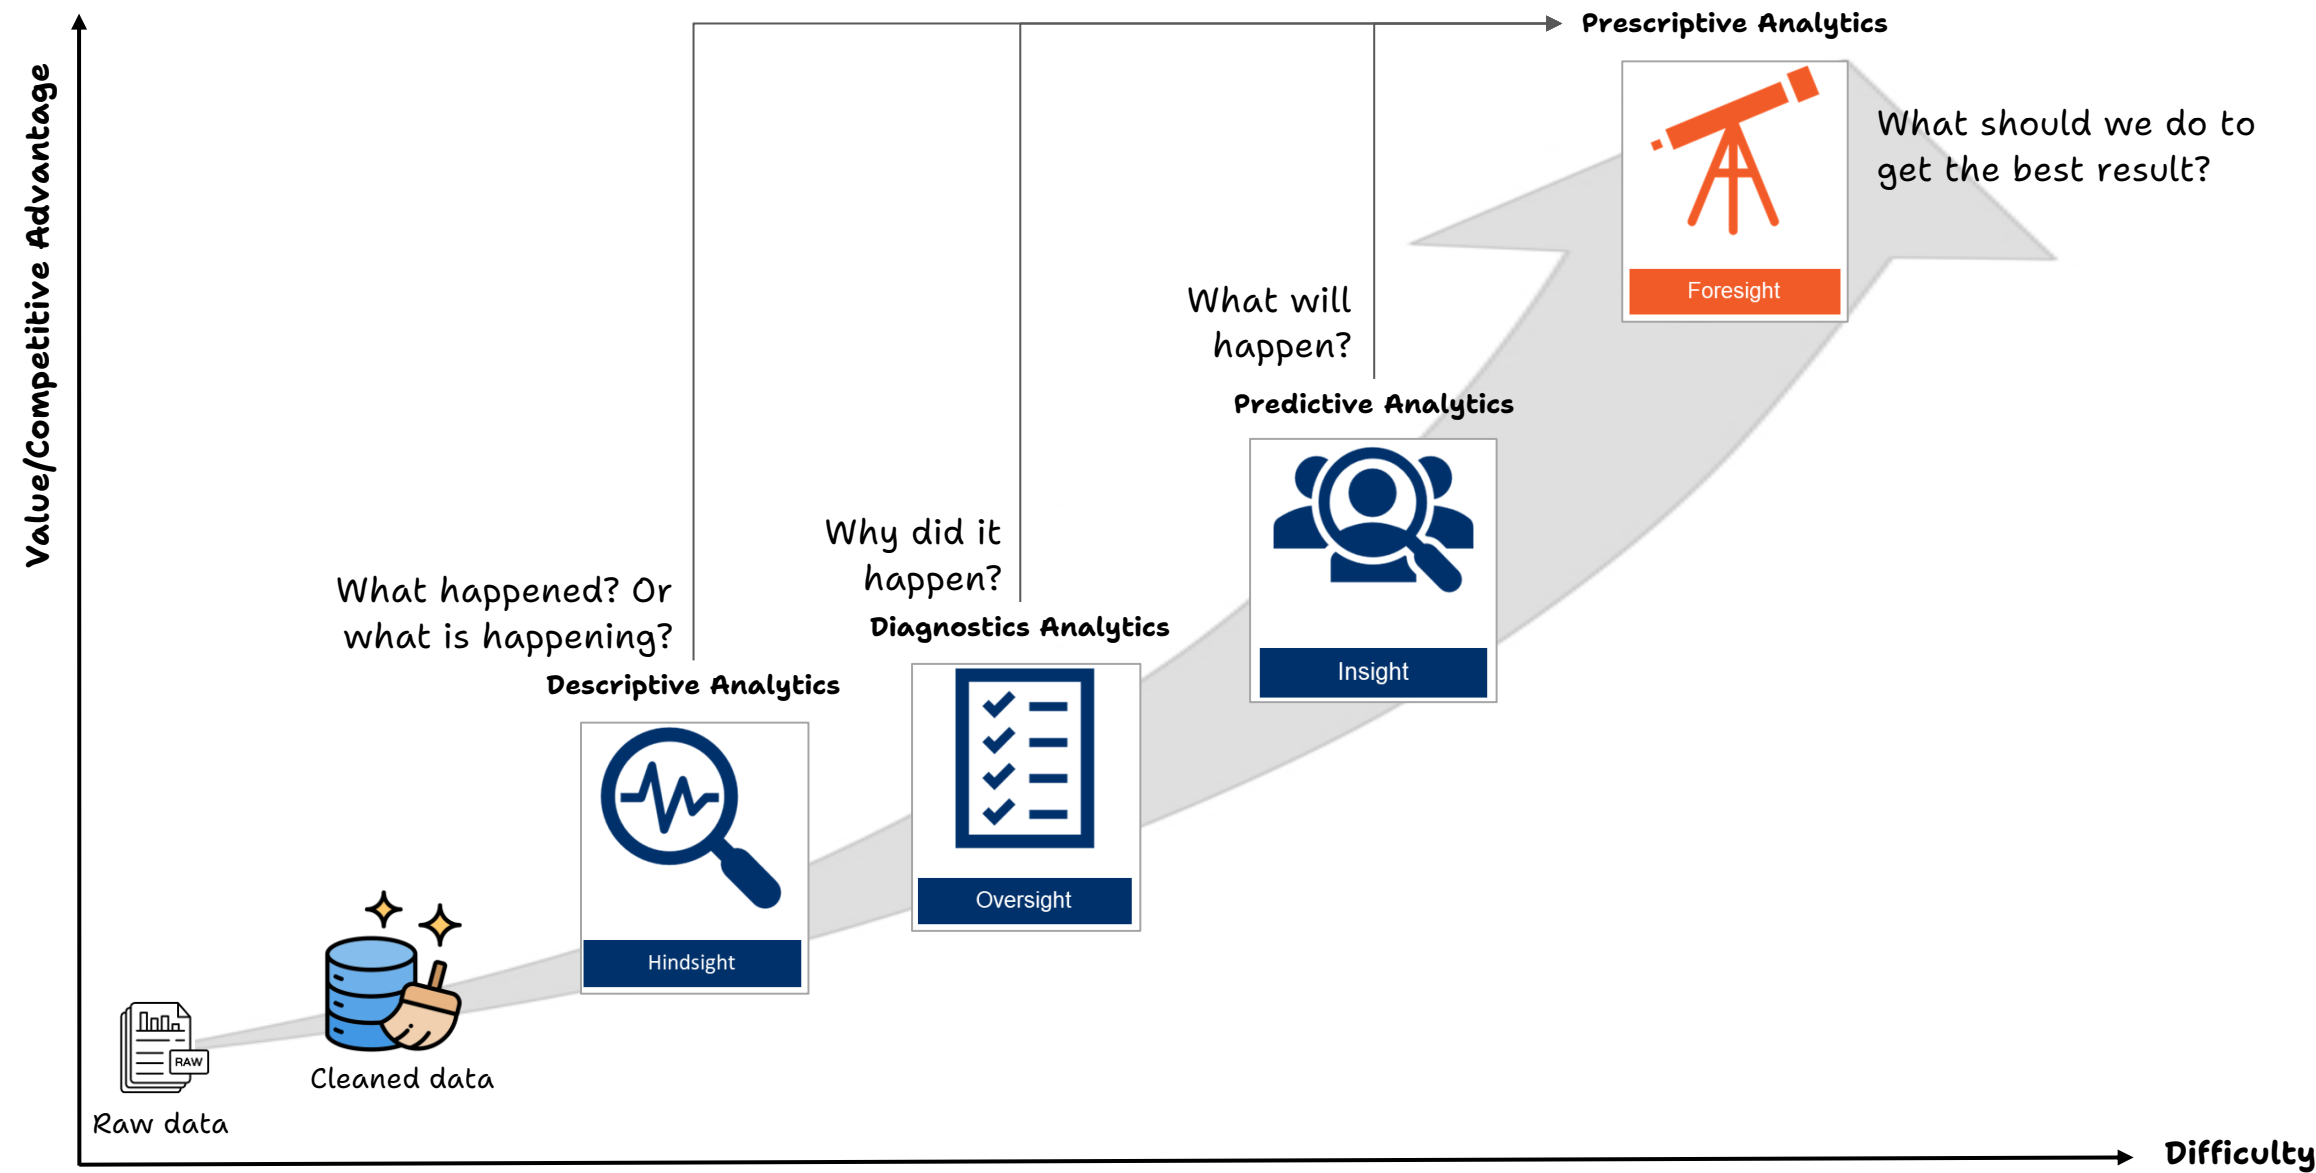 Prescriptive Analytics
What should we do to
get the best result?
Foresight
Value/Competitive Advantage
What will
happen?
Predictive Analytics
Insight
Why did it
happen?
Diagnostics Analytics
Oversight
What happened? Or
what is happening?
Descriptive Analytics
Hindsight
Cleaned data
RAW
Raw data
Difficulty